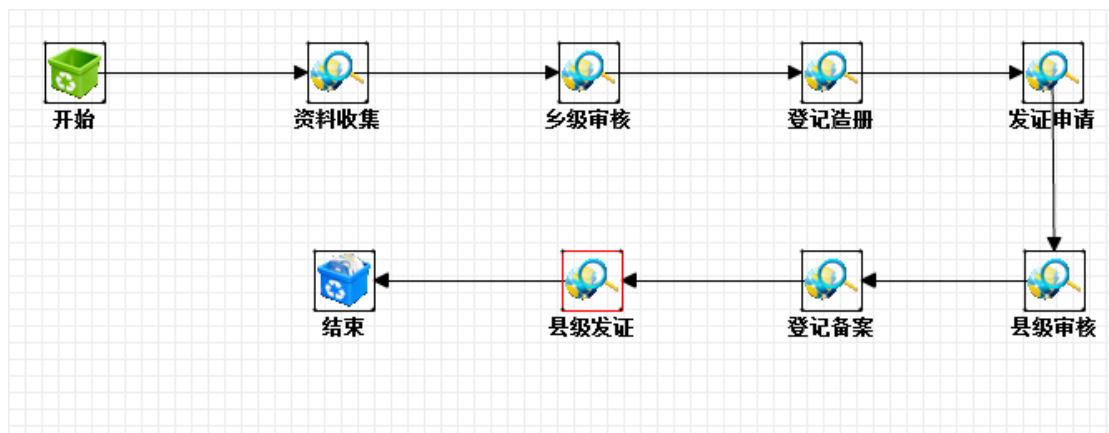 开始
资料收集
乡级审核
登记造册
发证申请
结束
县级发证
登记备案
县级审核